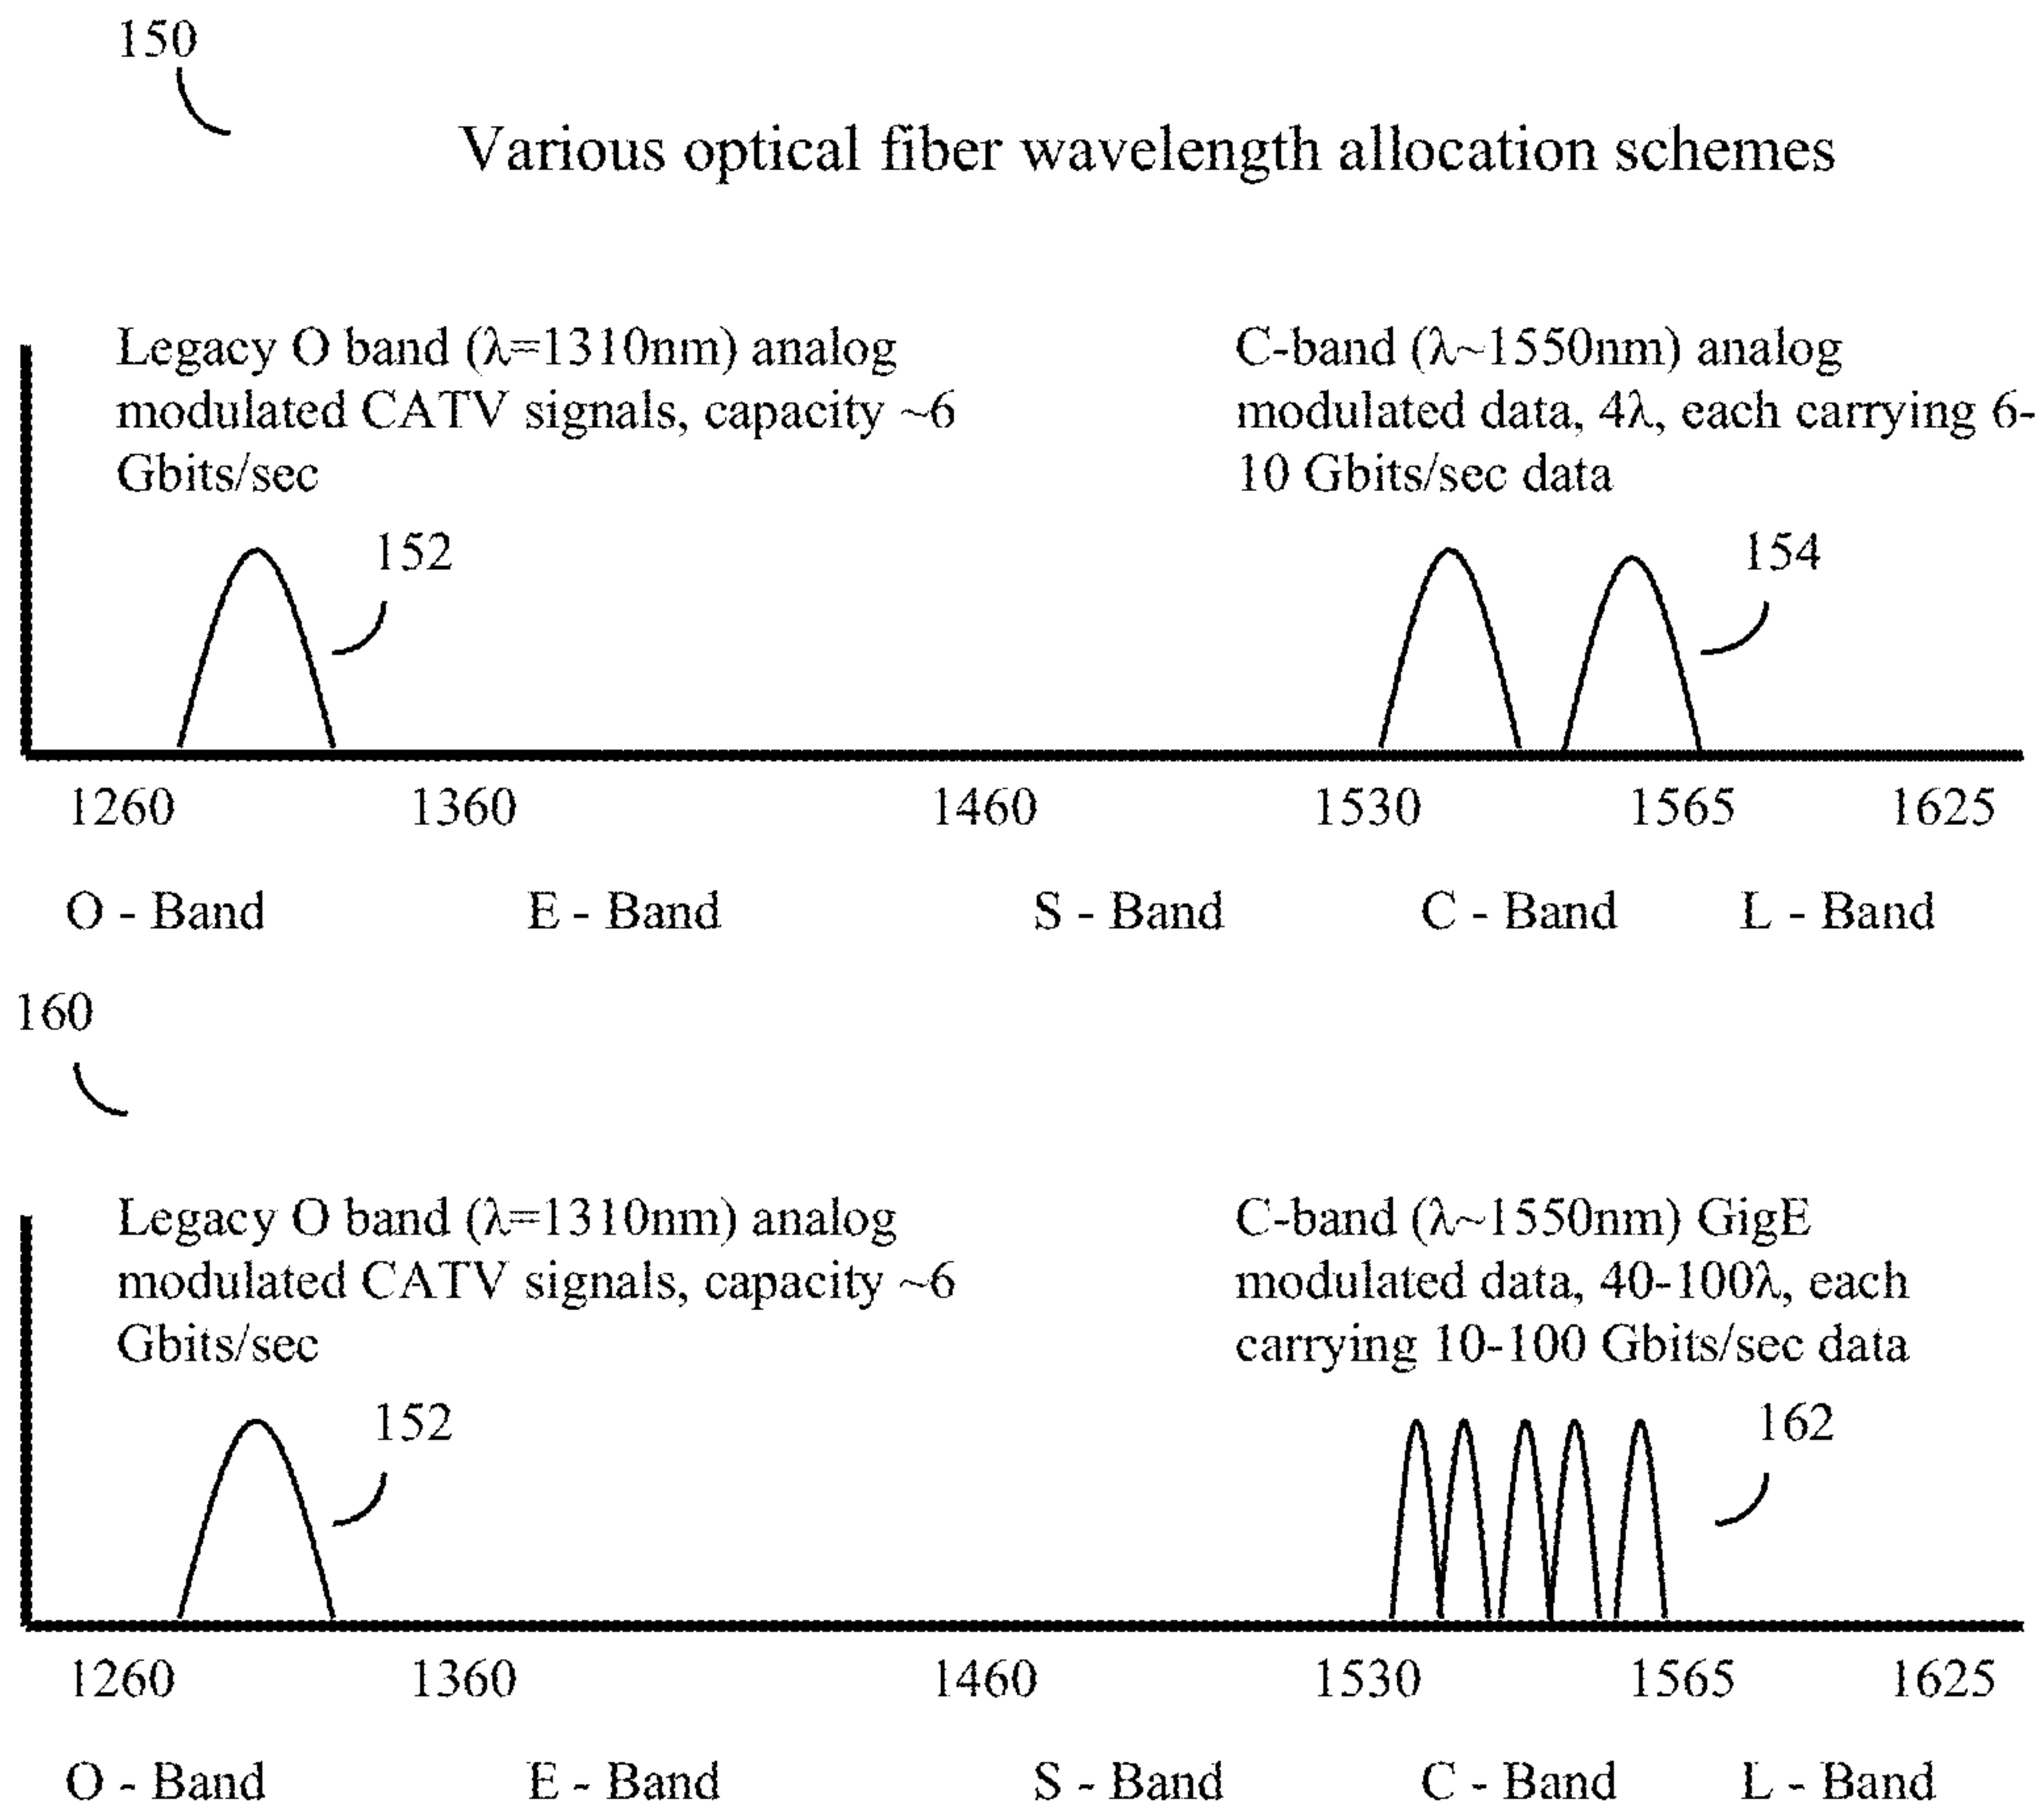 150
Various optical fiber wavelength allocation schemes
Legacy O band (λ=1310nm) analog
modulated CATV signals, capacity ~6
Gbits/sec
C-band (λ~1550nm) analog
modulated data, 4λ, each carrying 6-
10 Gbits/sec data
152
154
1260 1360 1460 1530 1565 1625
O - Band E - Band S - Band C - Band L - Band
160
Legacy O band (λ=1310nm) analog
modulated CATV signals, capacity ~6
Gbits/sec
C-band (λ~1550nm) GigE
modulated data, 40-100λ, each
carrying 10-100 Gbits/sec data
152
162
1260 1360 1460 1530 1565 1625
O - Band E - Band S - Band C - Band L - Band